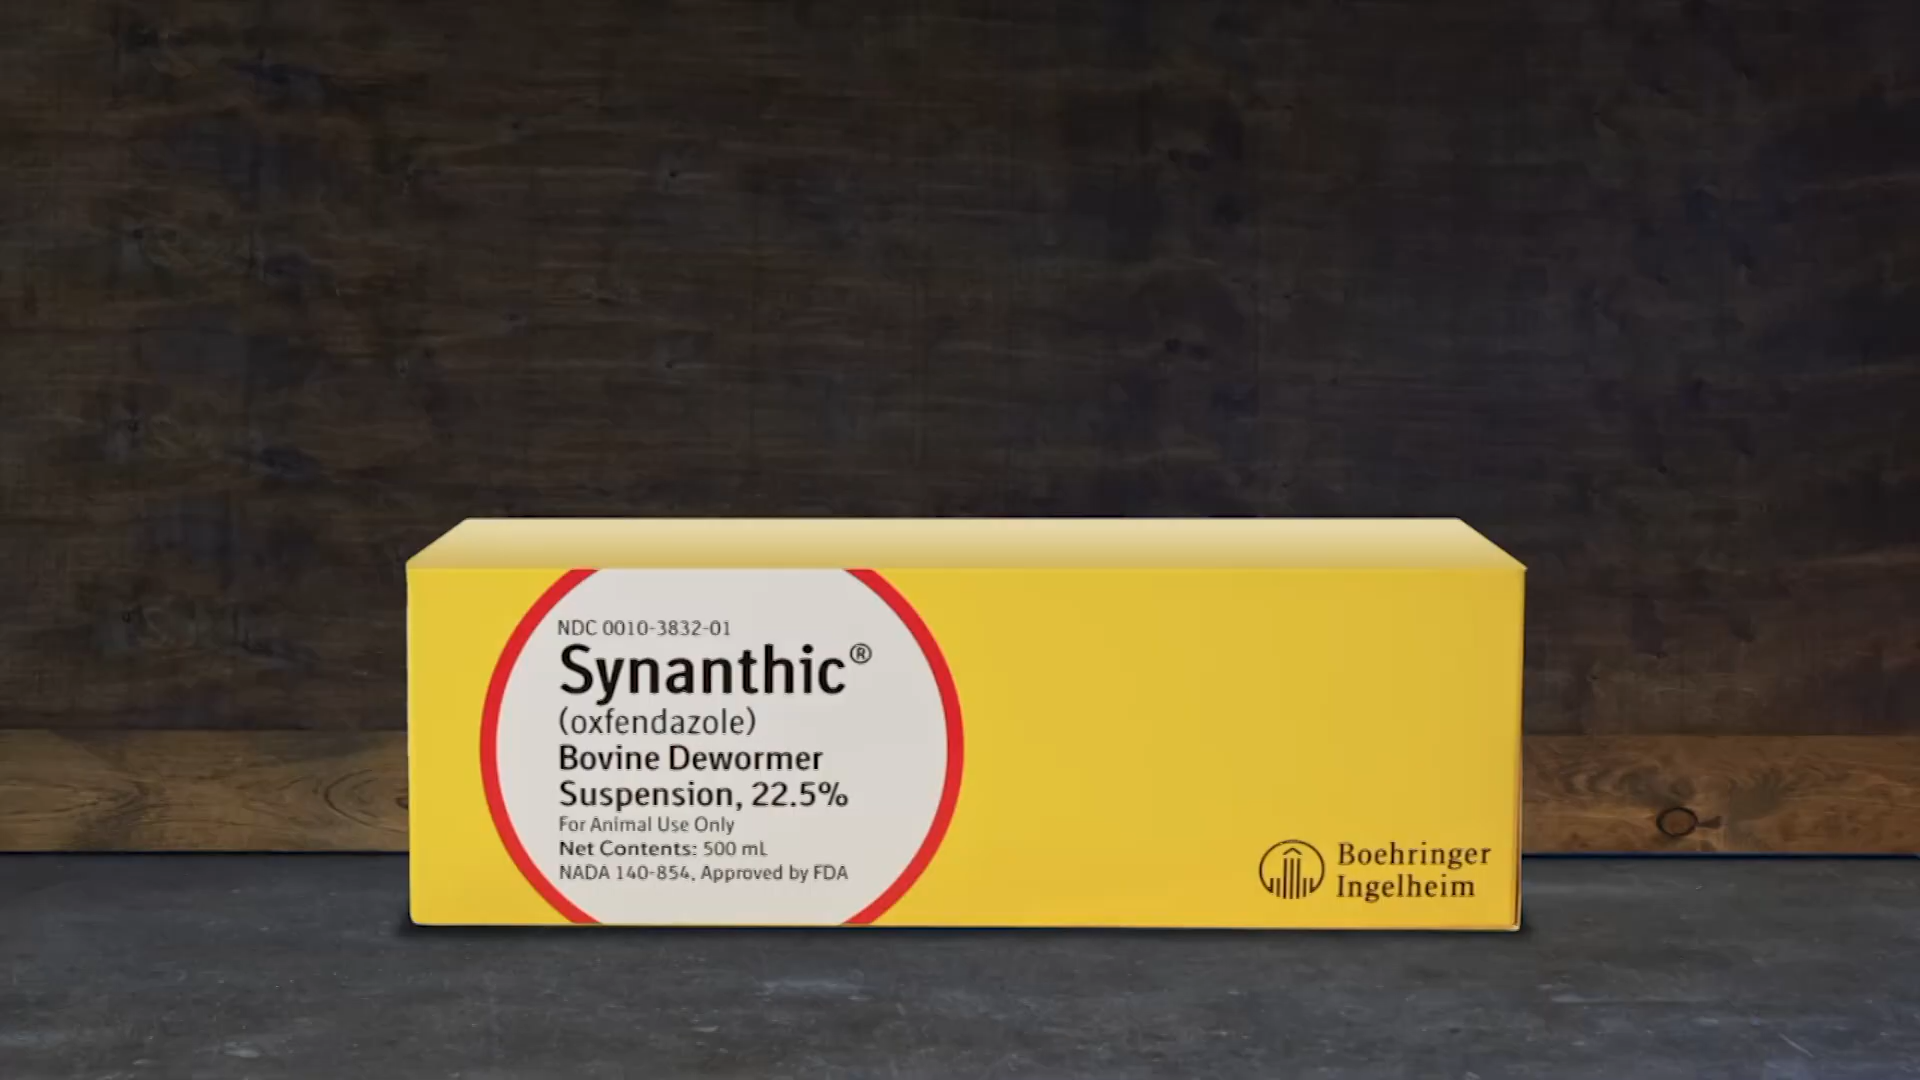 NDC 0010-3832-01
Synanthic®
(oxfendazole)
Bovine Dewormer
Suspension, 22.5%
For Animal Use Only
Net Contents: 500 mL
NADA 140-854, Approved by FDA
Boehringer
Ingelheim